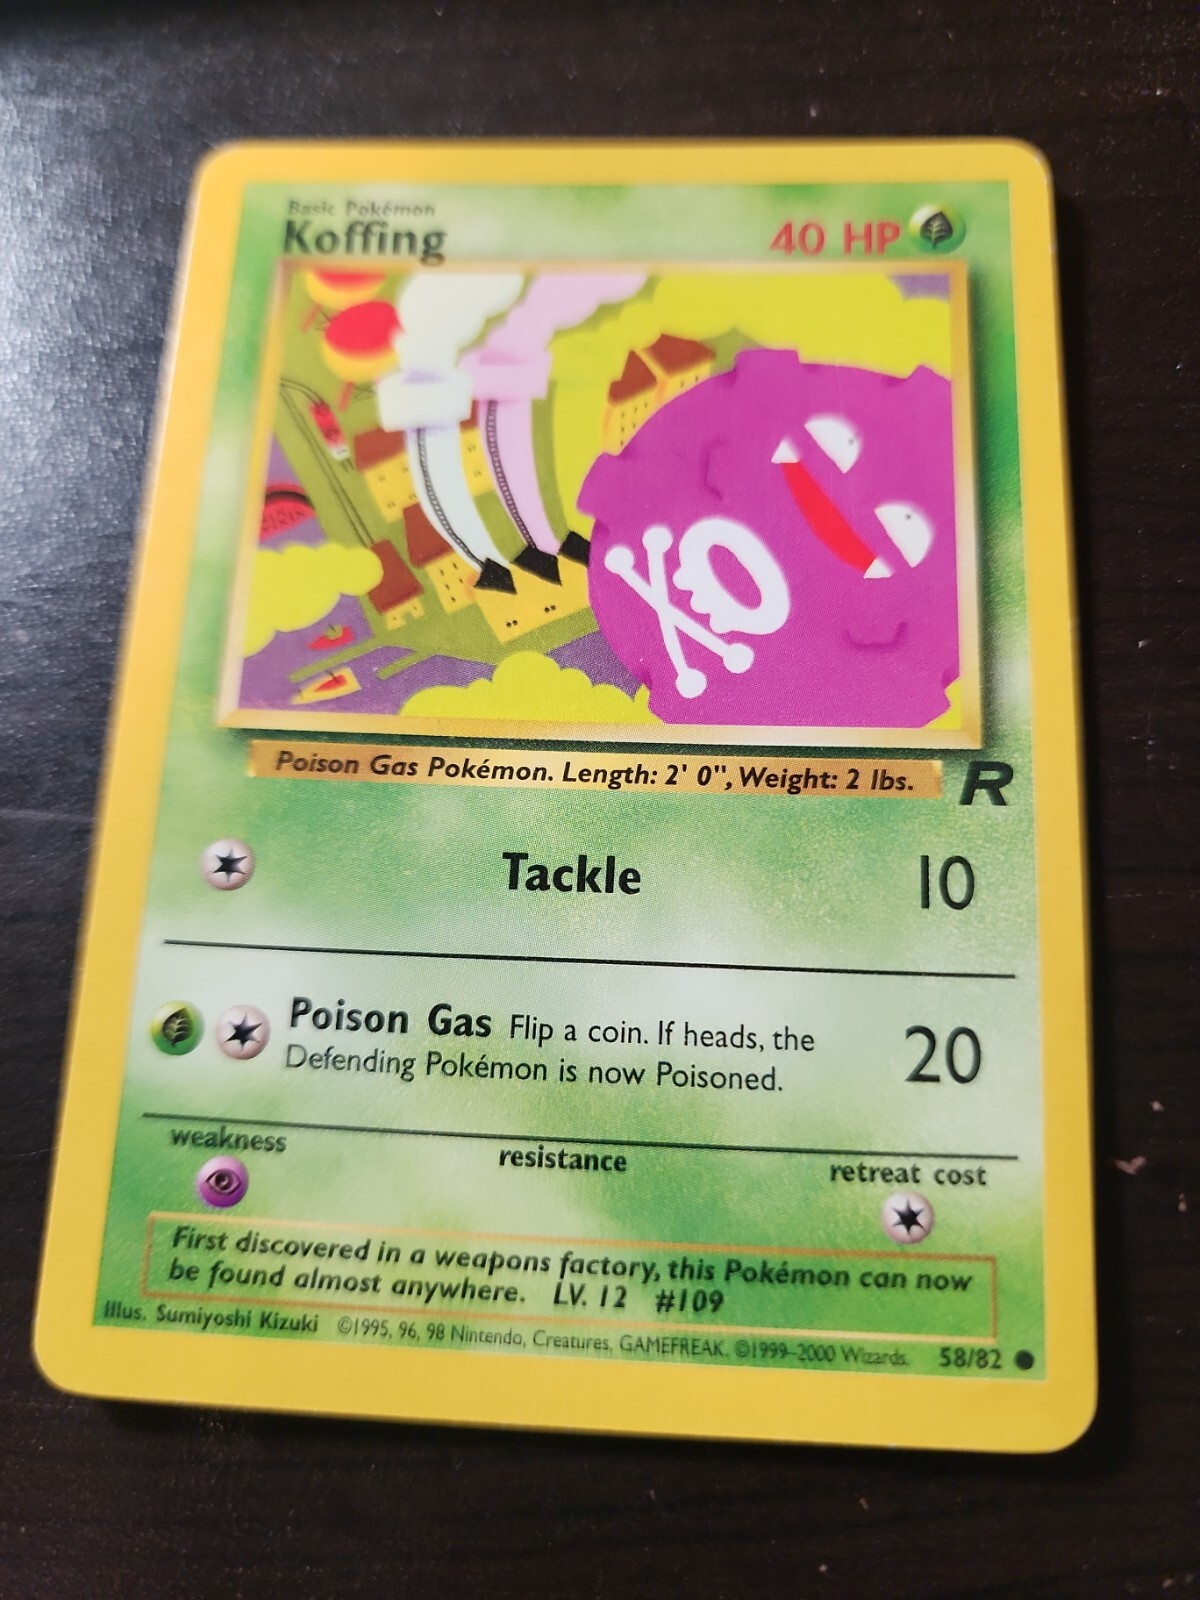 Basic Pokémon
Koffing
40 HP
Poison Gas Pokémon. Length: 2' 0", Weight: 2 lbs.
R
Tackle 10
Poison Gas Flip a coin. If heads, the
Defending Pokémon is now Poisoned.
20
weakness
resistance
retreat cost
First discovered in a weapons factory, this Pokémon can now
be found almost anywhere. LV. 12 #109
Illus. Sumiyoshi Kizuki ©1995, 96, 98 Nintendo, Creatures, GAMEFREAK. ©1999-2000 Wizards. 58/82